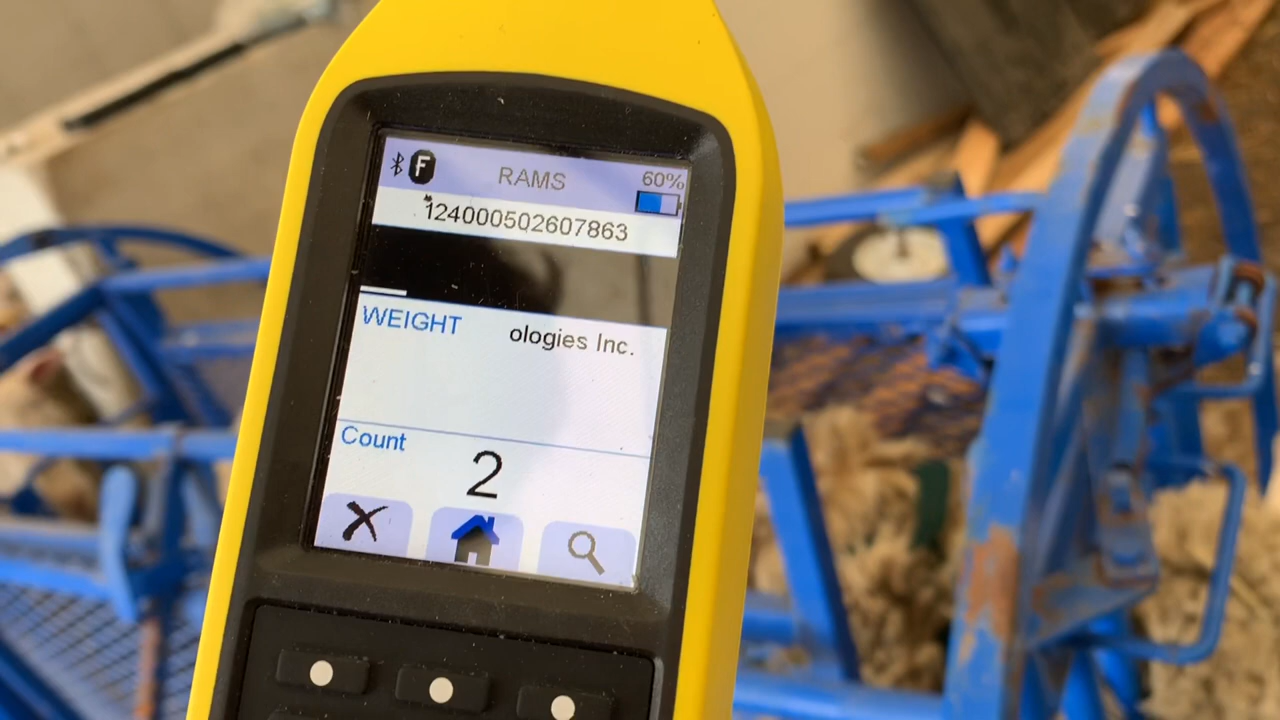 F RAMS 60%
124000502607863
WEIGHT ologies Inc.
Count
2